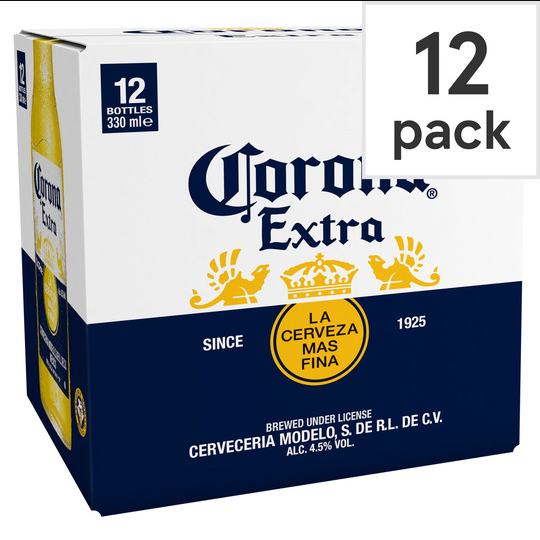 12
pack
12
BOTTLES
330 ml e
Corona
Extra
®
LA
CERVEZA
MAS
FINA
SINCE
1925
BREWED UNDER LICENSE
CERVECERIA MODELO, S. DE R.L. DE C.V.
ALC. 4.5% VOL.
12
Corona
Extra